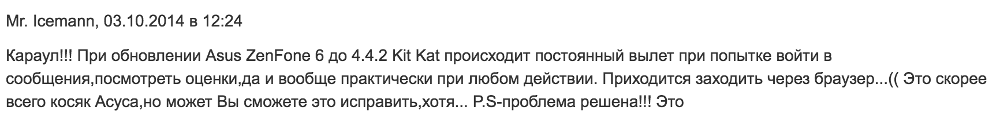 Mr. Icemann, 03.10.2014 в 12:24
Караул!!! При обновлении Asus ZenFone 6 до 4.4.2 Kit Kat происходит постоянный вылет при попытке войти в
сообщения,посмотреть оценки,да и вообще практически при любом действии. Приходится заходить через браузер...(( Это скорее
всего косяк Асуса,но может Вы сможете это исправить,хотя... P.S-проблема решена!!! Это